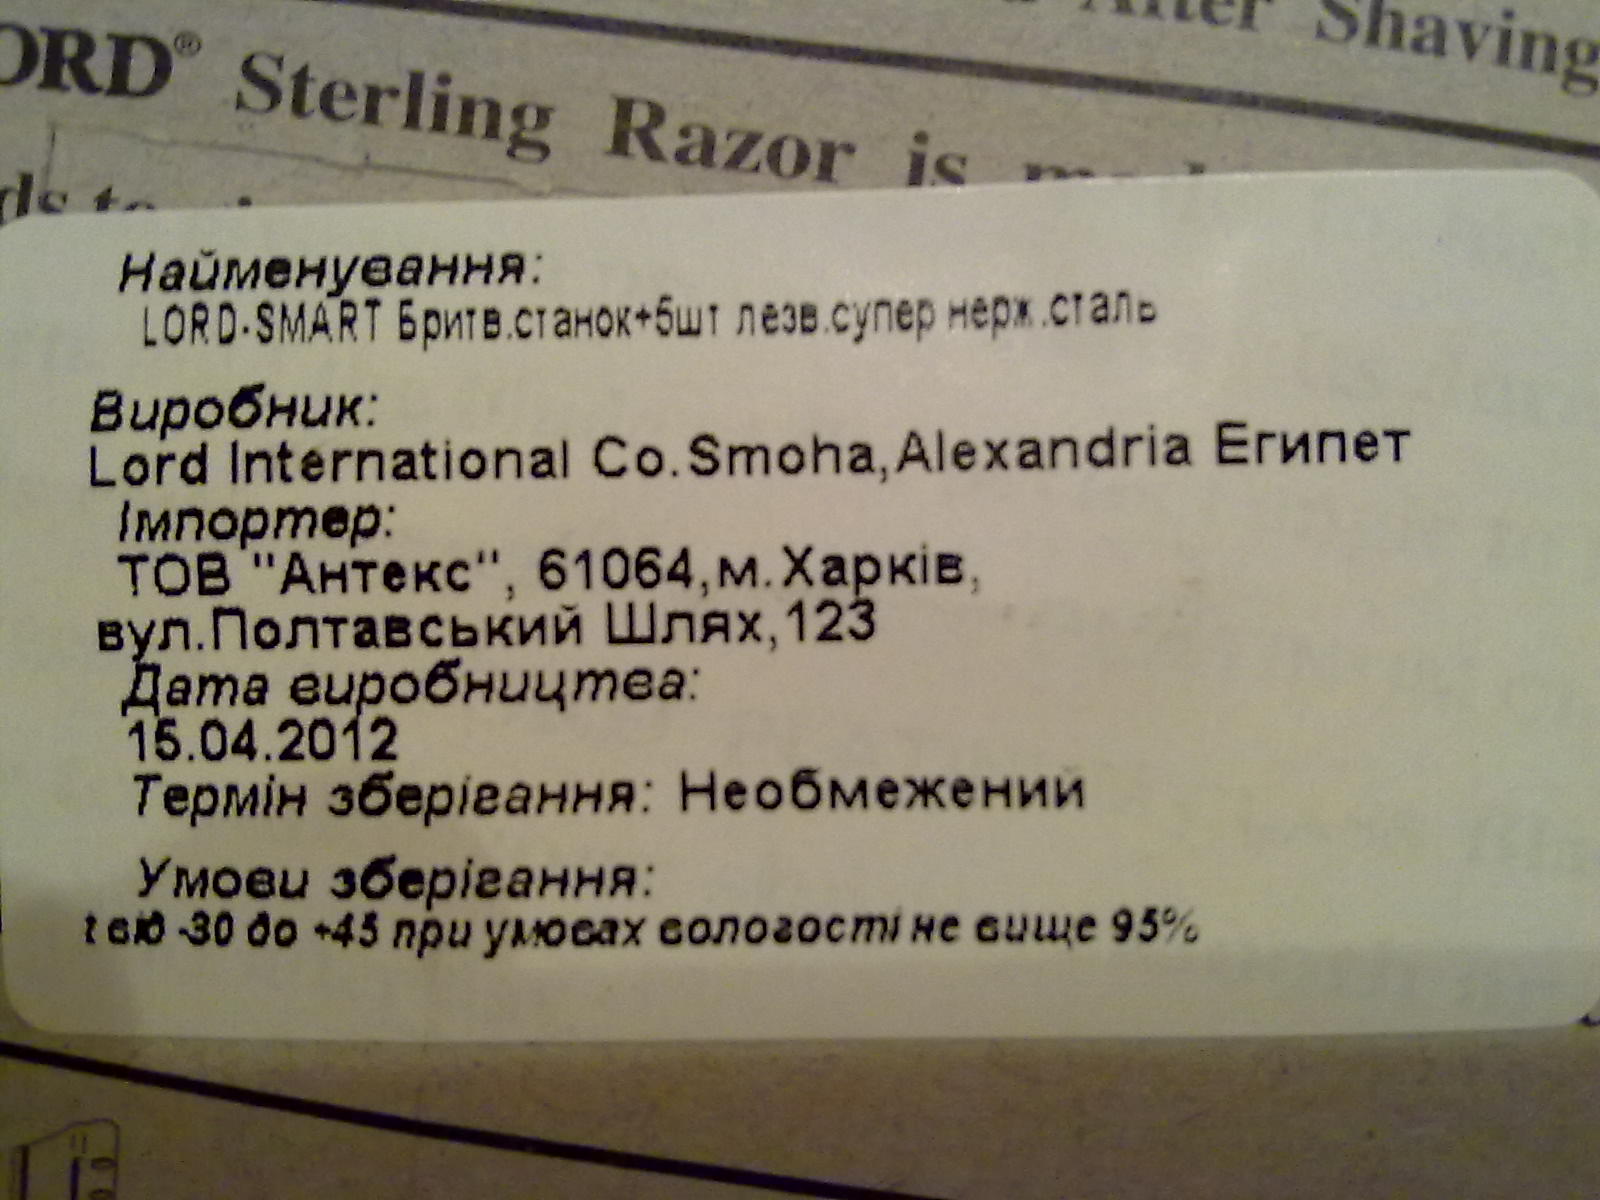 After Shaving
ORD® Sterling Razor is
Найменування:
LORD-SMART Бритв.станок+5шт лезв.супер нерж.сталь
Виробник:
Lord International Co.Smoha,Alexandria Египет
Імпортер:
ТОВ "Антекс", 61064,м.Харків,
вул.Полтавський Шлях,123
Дата виробництва:
15.04.2012
Термін зберігання: Необмежений
Умови зберігання:
t від -30 до +45 при умовах вологості не вище 95%